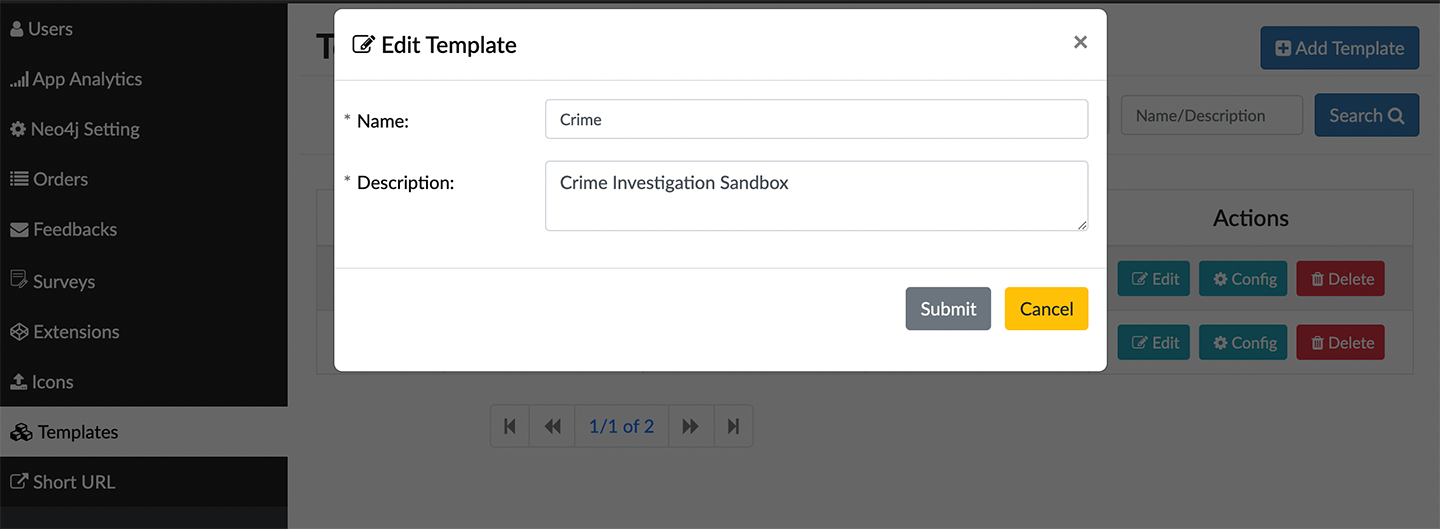 Users
App Analytics
Neo4j Setting
Orders
Feedbacks
Surveys
Extensions
Icons
Templates
Short URL
Add Template
Name/Description
Search
Actions
Edit Config Delete
Edit Config Delete
1/1 of 2
Edit Template
×
* Name:
Crime
* Description:
Crime Investigation Sandbox
Submit
Cancel